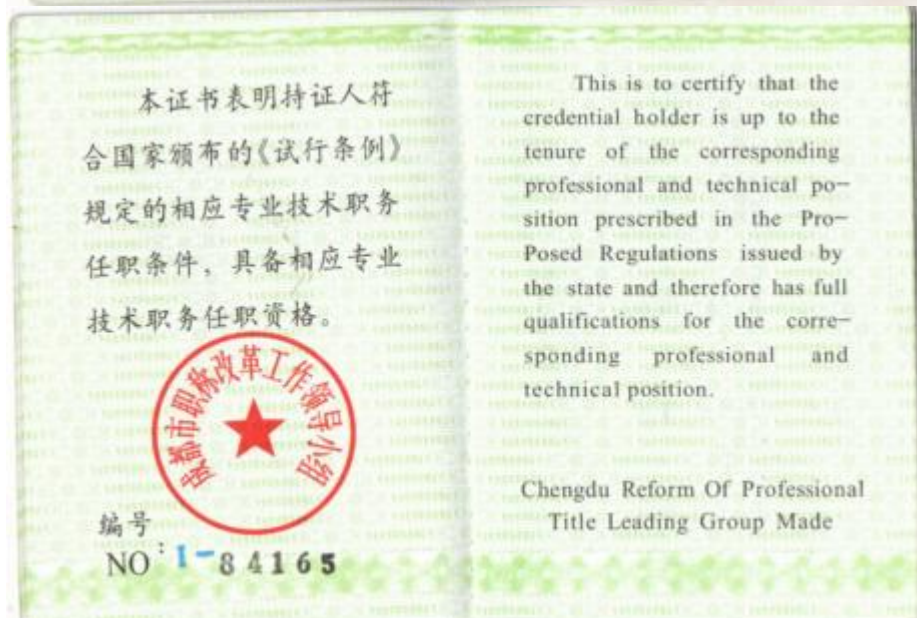 本证书表明持证人符
合国家颁布的《试行条例》
规定的相应专业技术职务
任职条件，具备相应专业
技术职务任职资格。
成都市职称改革工作领导小组
编号
NO：I-84165
This is to certify that the
credential holder is up to the
tenure of the corresponding
professional and technical po-
sition prescribed in the Pro-
Posed Regulations issued by
the state and therefore has full
qualifications for the corre-
sponding professional and
technical position.
Chengdu Reform Of Professional
Title Leading Group Made